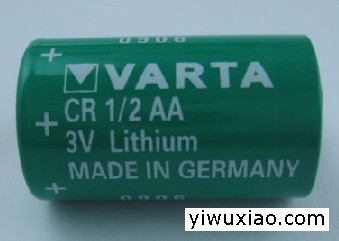 VARTA
CR 1/2 AA
3V Lithium
MADE IN GERMANY
yiwuxiao.com